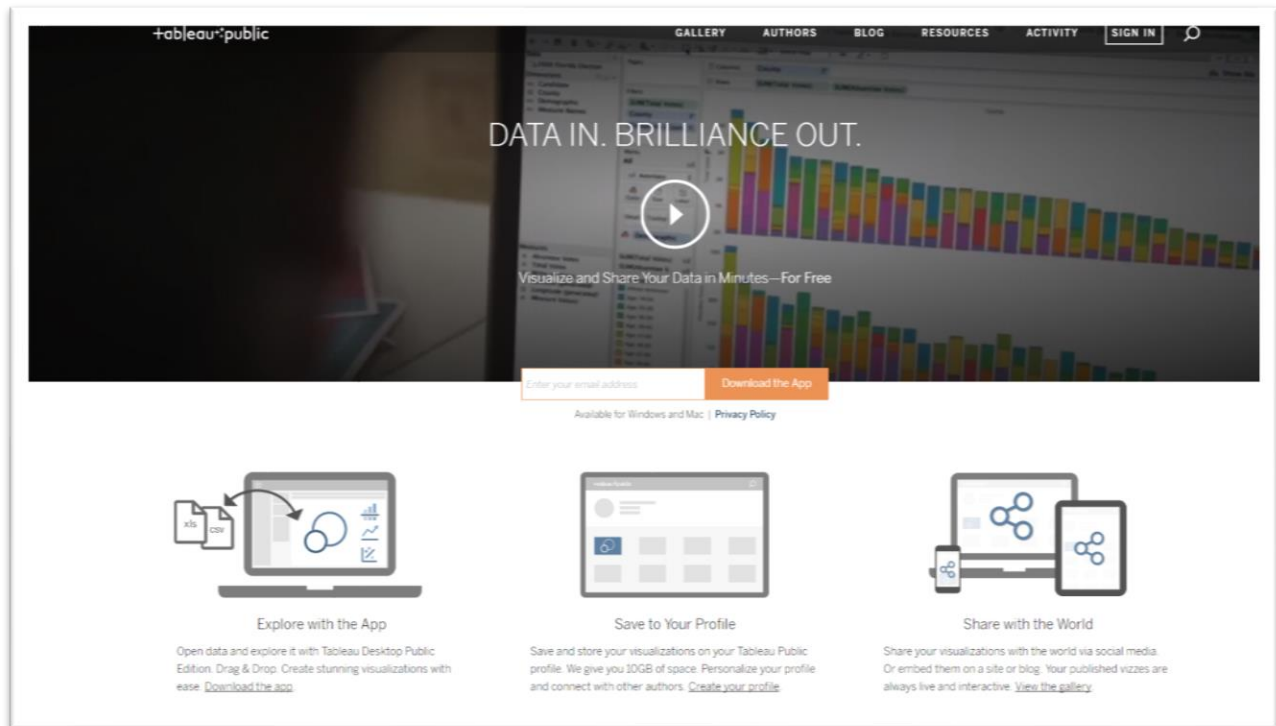 +ableau public
GALLERY AUTHORS BLOG RESOURCES ACTIVITY SIGN IN
DATA IN. BRILLIANCE OUT.
Visualize and Share Your Data in Minutes—For Free
Enter your email address Download the App
Available for Windows and Mac | Privacy Policy
xls
csv
Explore with the App
Open data and explore it with Tableau Desktop Public
Edition. Drag & Drop. Create stunning visualizations with
ease. Download the app
Save to Your Profile
Save and store your visualizations on your Tableau Public
profile. We give you 10GB of space. Personalize your profile
and connect with other authors. Create your profile
Share with the World
Share your visualizations with the world via social media.
Or embed them on a site or blog. Your published vizzes are
always live and interactive. View the gallery